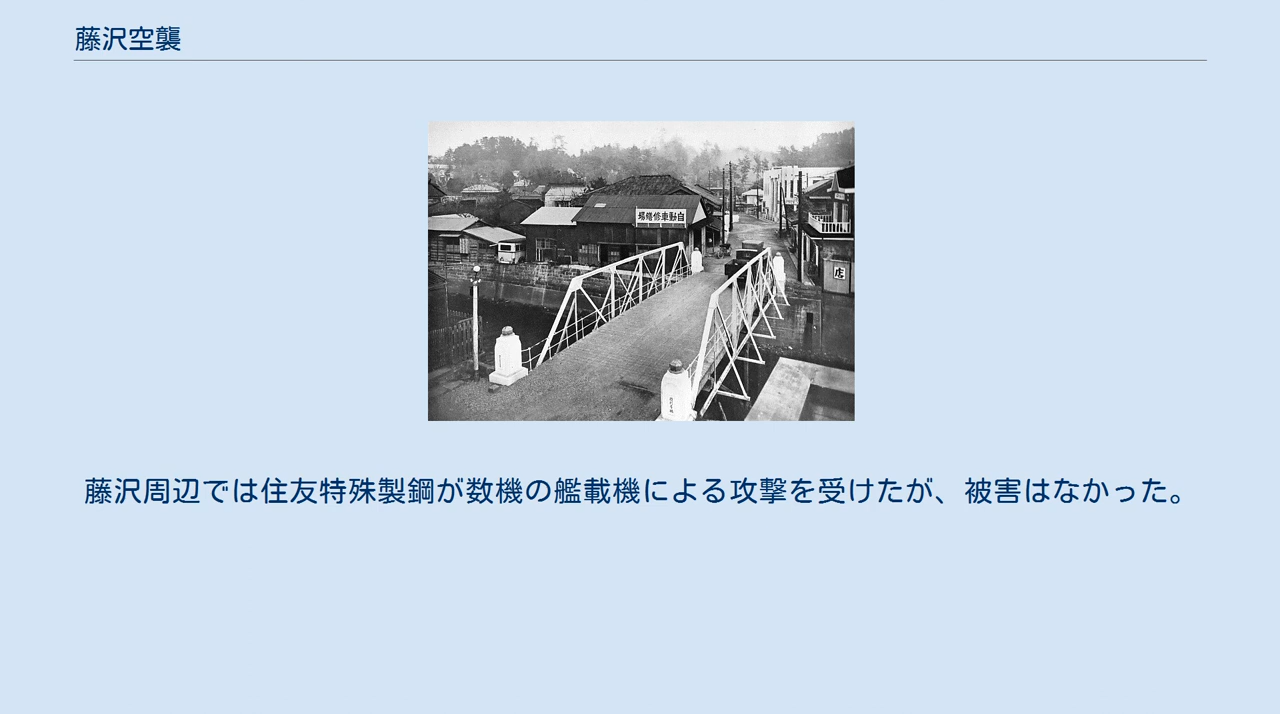 藤沢空襲
場繕修車動自
店
藤沢周辺では住友特殊製鋼が数機の艦載機による攻撃を受けたが、被害はなかった。